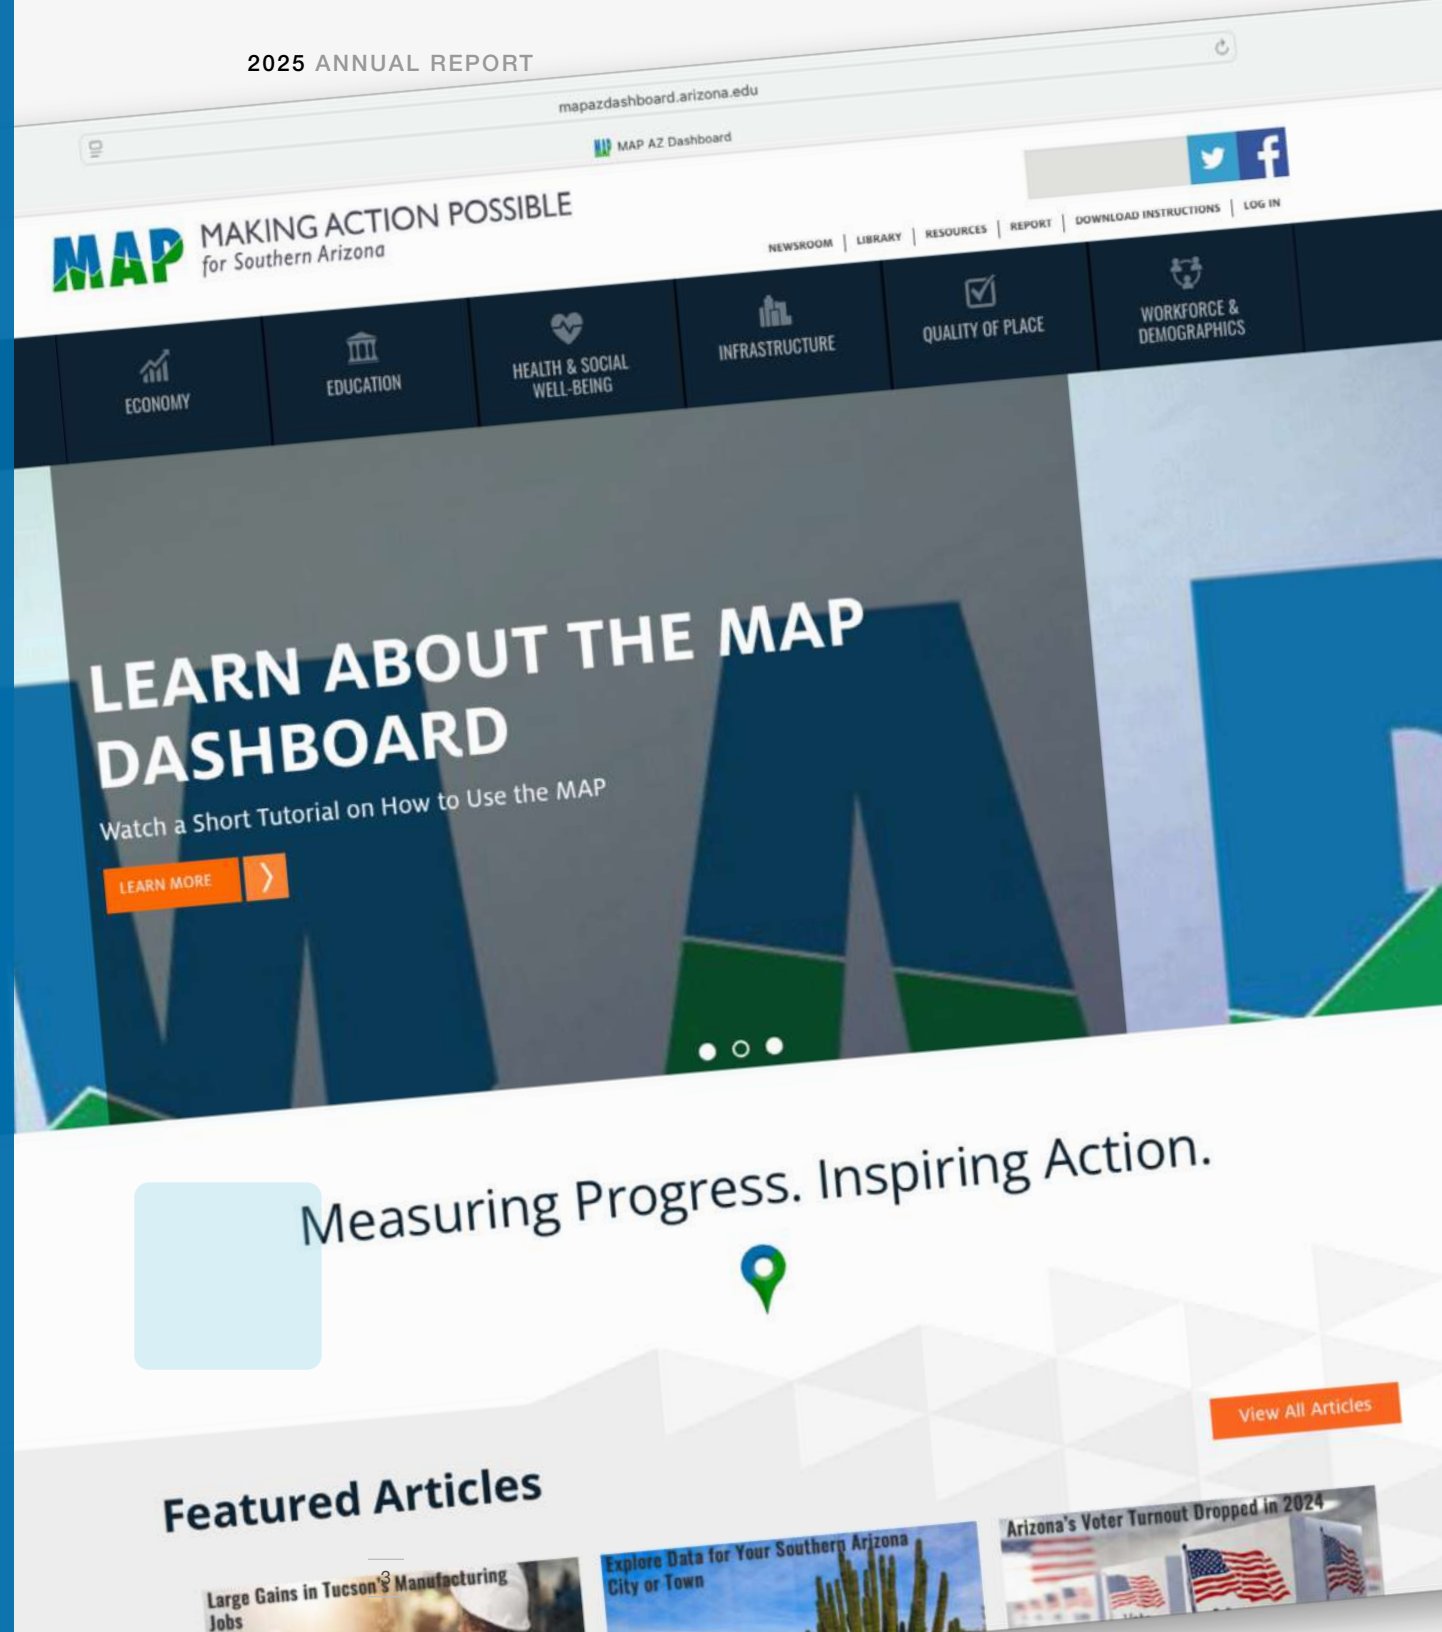 2025 ANNUAL REPORT
mapazdashboard.arizona.edu
MAP AZ Dashboard
MAP
MAKING ACTION POSSIBLE
for Southern Arizona
NEWSROOM | LIBRARY | RESOURCES | REPORT | DOWNLOAD INSTRUCTIONS | LOG IN
ECONOMY
EDUCATION
HEALTH & SOCIAL
WELL-BEING
INFRASTRUCTURE
QUALITY OF PLACE
WORKFORCE &
DEMOGRAPHICS
LEARN ABOUT THE MAP
DASHBOARD
Watch a Short Tutorial on How to Use the MAP
LEARN MORE
Measuring Progress. Inspiring Action.
View All Articles
Featured Articles
Large Gains in Tucson's Manufacturing
Jobs
Explore Data for Your Southern Arizona
City or Town
Arizona's Voter Turnout Dropped in 2024
3